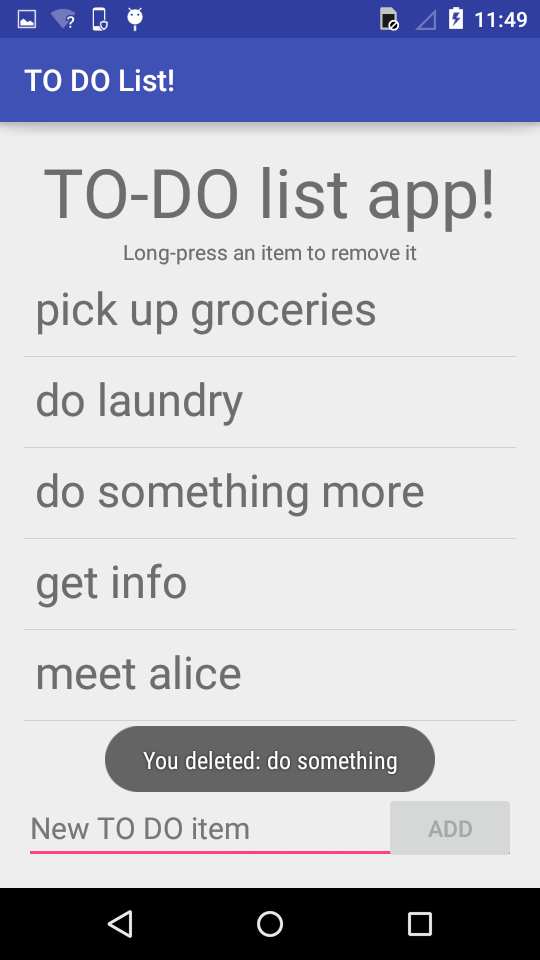 11:49
TO DO List!
TO-DO list app!
Long-press an item to remove it
pick up groceries
do laundry
do something more
get info
meet alice
You deleted: do something
New TO DO item
ADD